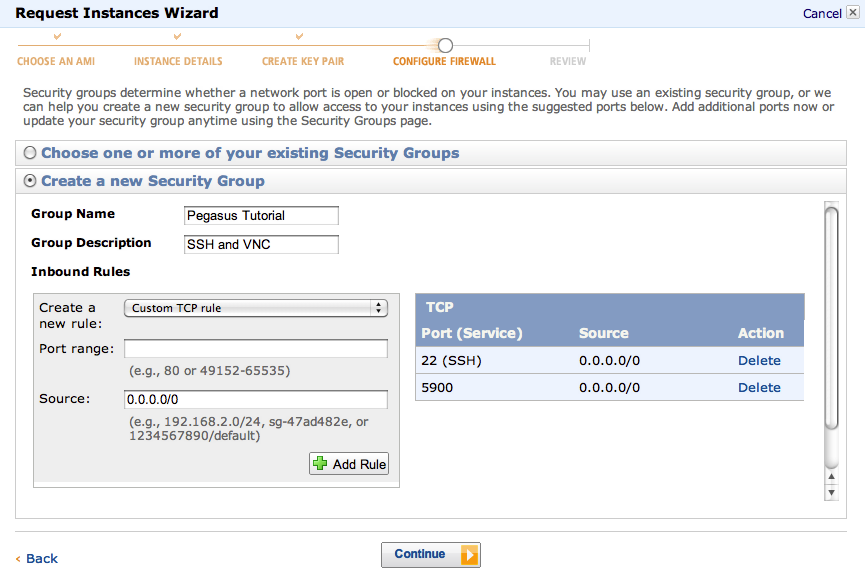 Request Instances Wizard
Cancel
CHOOSE AN AMI INSTANCE DETAILS CREATE KEY PAIR CONFIGURE FIREWALL REVIEW
Security groups determine whether a network port is open or blocked on your instances. You may use an existing security group, or we
can help you create a new security group to allow access to your instances using the suggested ports below. Add additional ports now or
update your security group anytime using the Security Groups page.
Choose one or more of your existing Security Groups
Create a new Security Group
Group Name Pegasus Tutorial
Group Description SSH and VNC
Inbound Rules
Create a
new rule:
Custom TCP rule
Port range:
(e.g., 80 or 49152-65535)
Source: 0.0.0.0/0
(e.g., 192.168.2.0/24, sg-47ad482e, or
1234567890/default)
Add Rule
TCP
Port (Service) Source Action
22 (SSH) 0.0.0.0/0 Delete
5900 0.0.0.0/0 Delete
< Back
Continue